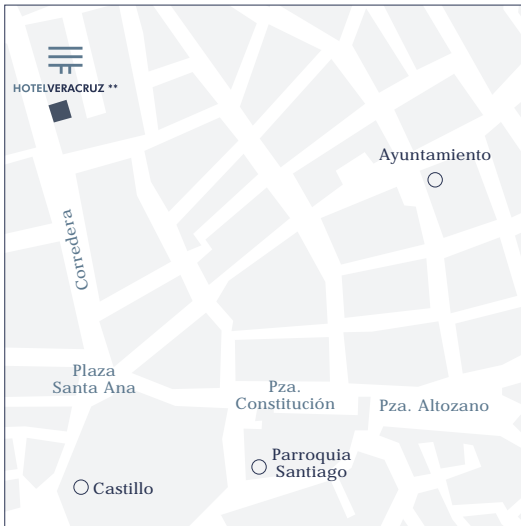 HOTELVERACRUZ **
Ayuntamiento
Corredera
Plaza
Santa Ana
Pza.
Constitución
Pza. Altozano
Parroquia
Santiago
Castillo